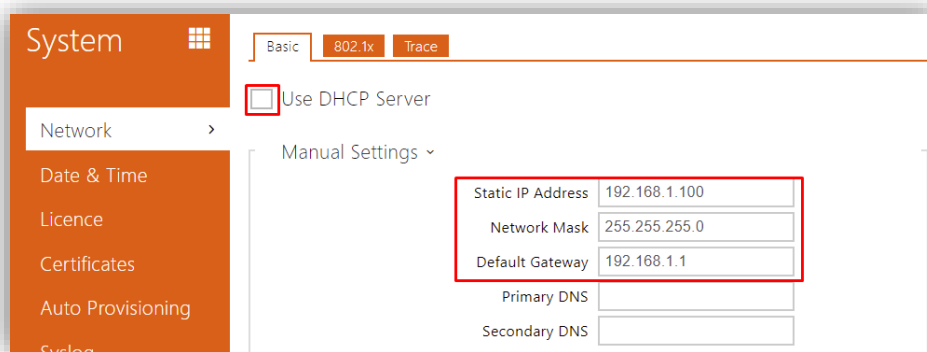 System
Basic 802.1x Trace
Use DHCP Server
Network
Manual Settings
Date & Time
Static IP Address 192.168.1.100
Licence
Network Mask 255.255.255.0
Certificates
Default Gateway 192.168.1.1
Auto Provisioning
Primary DNS
Secondary DNS
Syslog